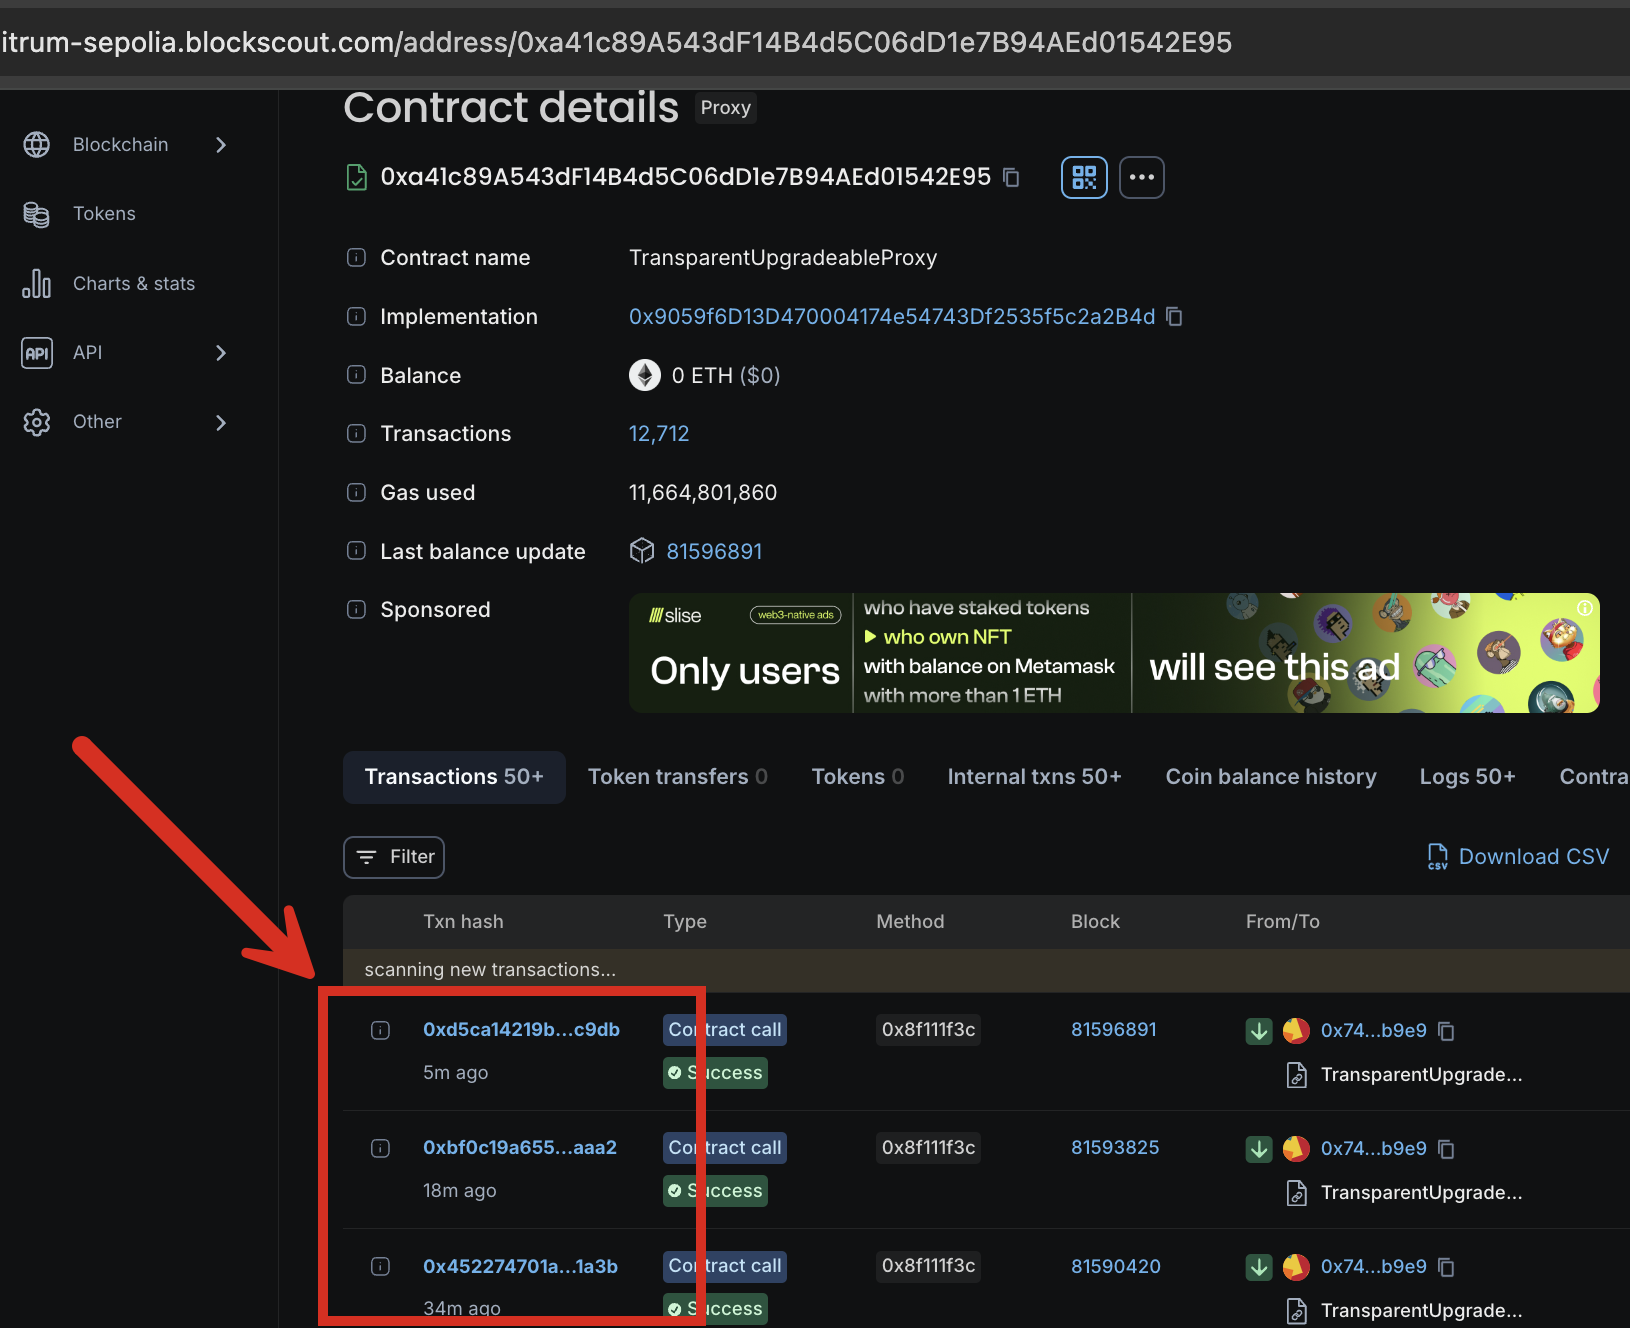 itrum-sepolia.blockscout.com/address/0xa41c89A543dF14B4d5C06dD1e7B94AEd01542E95
Contract details Proxy
Blockchain
Tokens
Charts & stats
API API
Other
0xa41c89A543dF14B4d5C06dD1e7B94AEd01542E95
Contract name TransparentUpgradeableProxy
Implementation 0x9059f6D13D470004174e54743Df2535f5c2a2B4d
Balance 0 ETH ($0)
Transactions 12,712
Gas used 11,664,801,860
Last balance update 81596891
Sponsored
slise web3-native ads
Only users
who have staked tokens
who own NFT
with balance on Metamask
with more than 1 ETH
will see this ad
Transactions 50+ Token transfers 0 Tokens 0 Internal txns 50+ Coin balance history Logs 50+ Contra
Filter
CSV Download CSV
Txn hash Type Method Block From/To
scanning new transactions...
0xd5ca14219b...c9db Contract call 0x8f111f3c 81596891 0x74...b9e9
5m ago Success TransparentUpgrade...
0xbf0c19a655...aaa2 Contract call 0x8f111f3c 81593825 0x74...b9e9
18m ago Success TransparentUpgrade...
0x452274701a...1a3b Contract call 0x8f111f3c 81590420 0x74...b9e9
34m ago Success TransparentUpgrade...